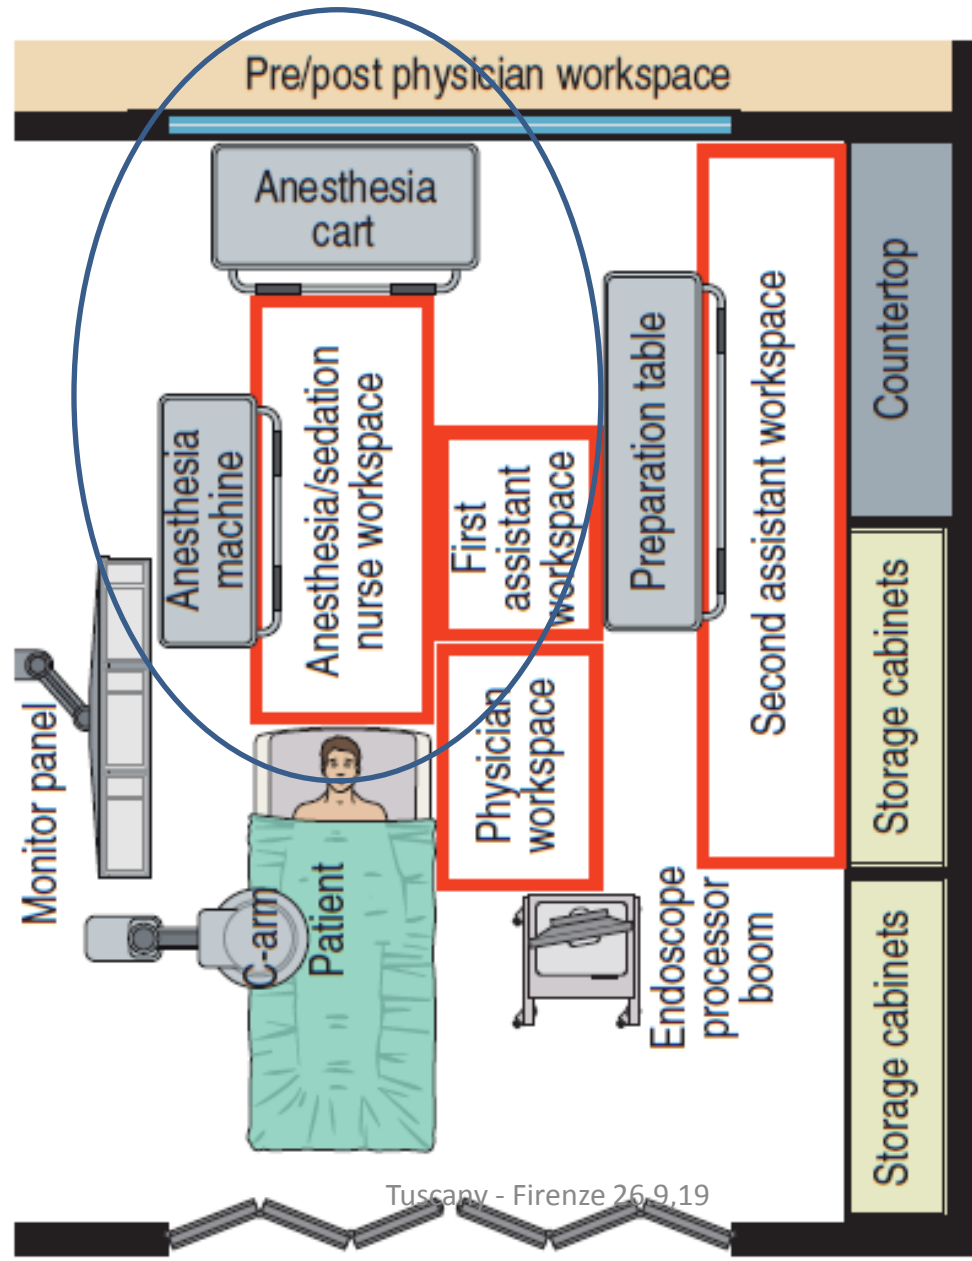 Pre/post physician workspace
Anesthesia
cart
Anesthesia
machine
Anesthesia/sedation
nurse workspace
First
assistant
workspace
Preparation table
Second assistant workspace
Countertop
Monitor panel
Physician
workspace
Storage cabinets
C-arm
Patient
Endoscope
processor
boom
Storage cabinets
Tuscany - Firenze 26,9,19